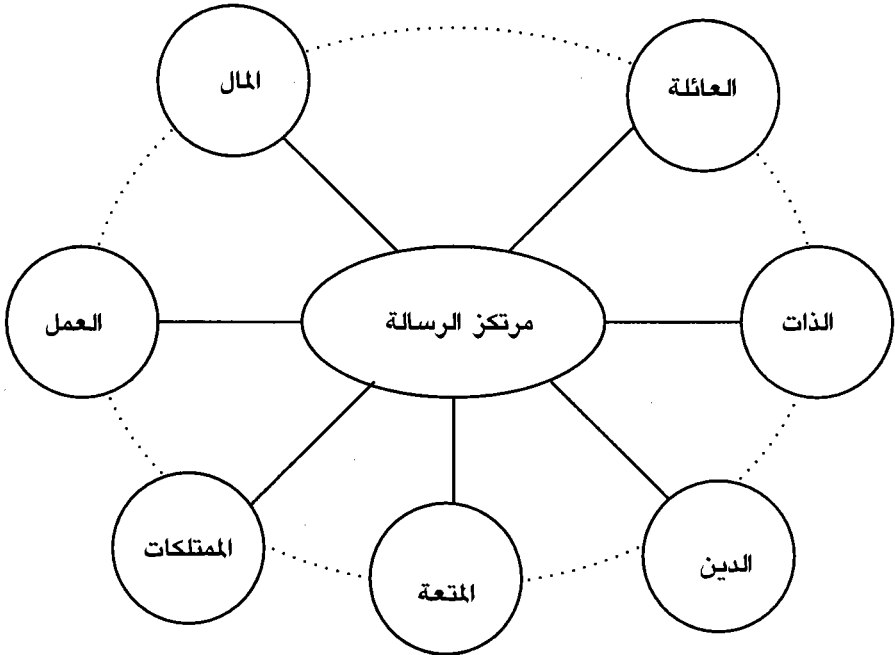 العائلة
المال
الذات
مرتكز الرسالة
العمل
الدين
المتعة
الممتلكات